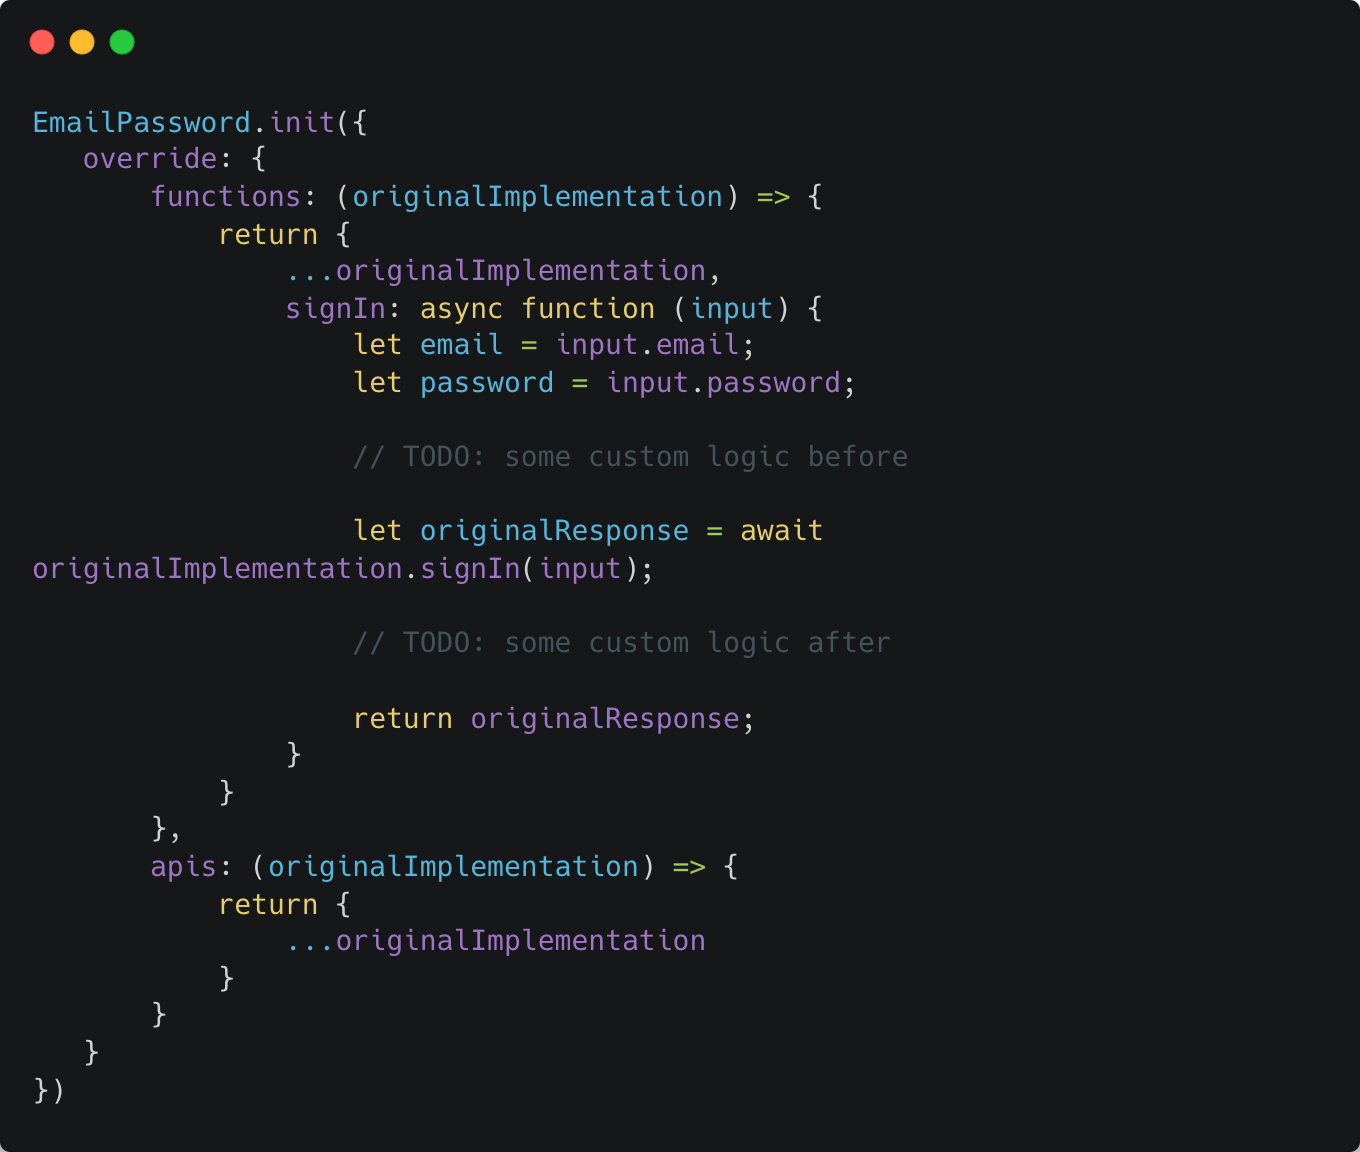 EmailPassword.init({
   override: {
       functions: (originalImplementation) => {
           return {
               ...originalImplementation,
               signIn: async function (input) {
                   let email = input.email;
                   let password = input.password;

                   // TODO: some custom logic before

                   let originalResponse = await
originalImplementation.signIn(input);

                   // TODO: some custom logic after

                   return originalResponse;
               }
           }
       },
       apis: (originalImplementation) => {
           return {
               ...originalImplementation
           }
       }
   }
})